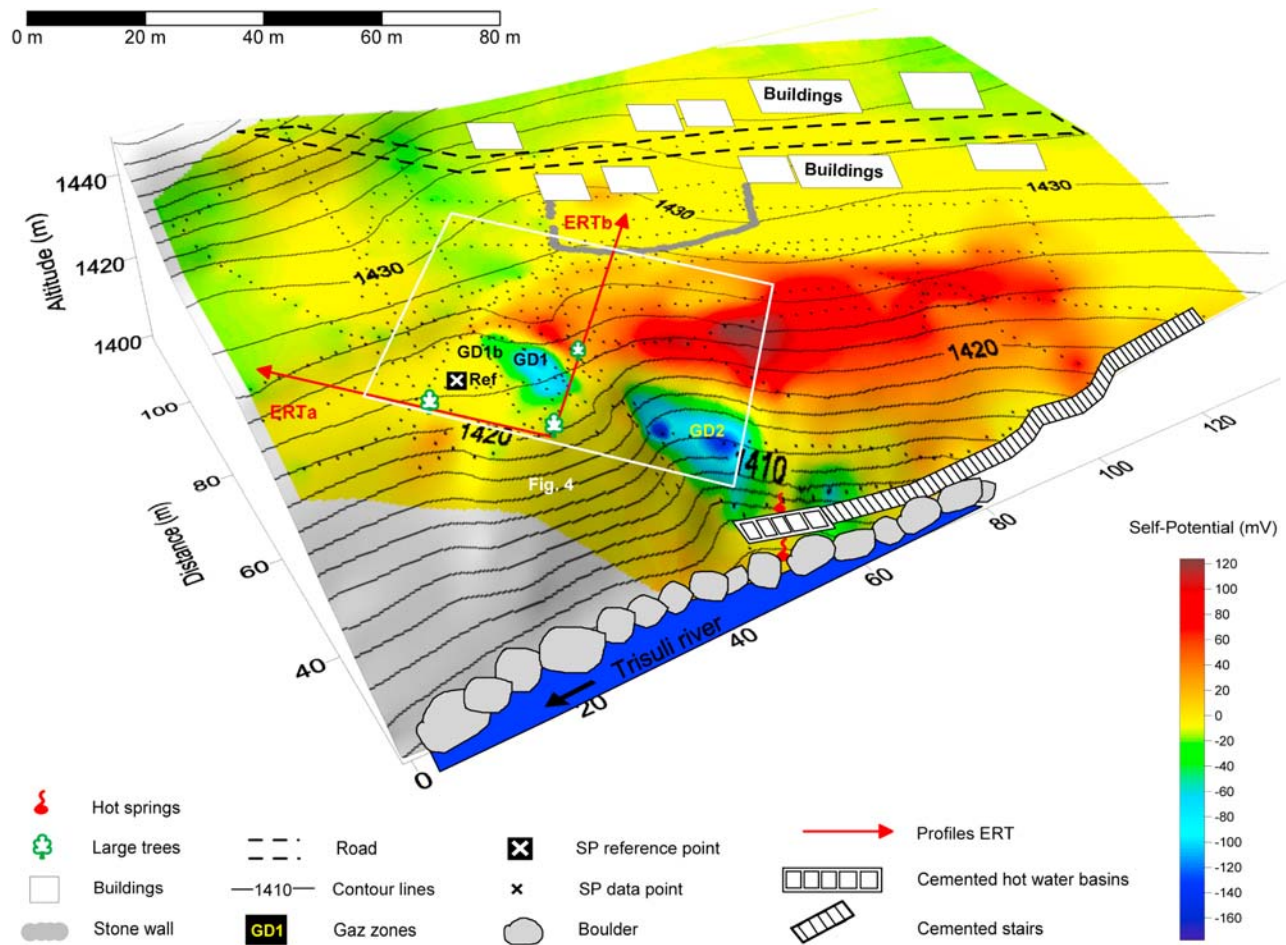 0 m 20 m 40 m 60 m 80 m
Buildings
Buildings
1430
1430
1430
ERTb
1440
1420
1400
Altitude (m)
GD1b
GD1
Ref
ERTa
1420
1420
GD2
1410
Fig. 4
100
80
60
40
Distance (m)
120
100
80
60
40
20
0
Trisuli river
Self-Potential (mV)
120
100
80
60
40
20
0
-20
-40
-60
-80
-100
-120
-140
-160
Hot springs
Large trees
Road
SP reference point
Profiles ERT
Buildings
1410
Contour lines
SP data point
Cemented hot water basins
Stone wall
GD1
Gaz zones
Boulder
Cemented stairs